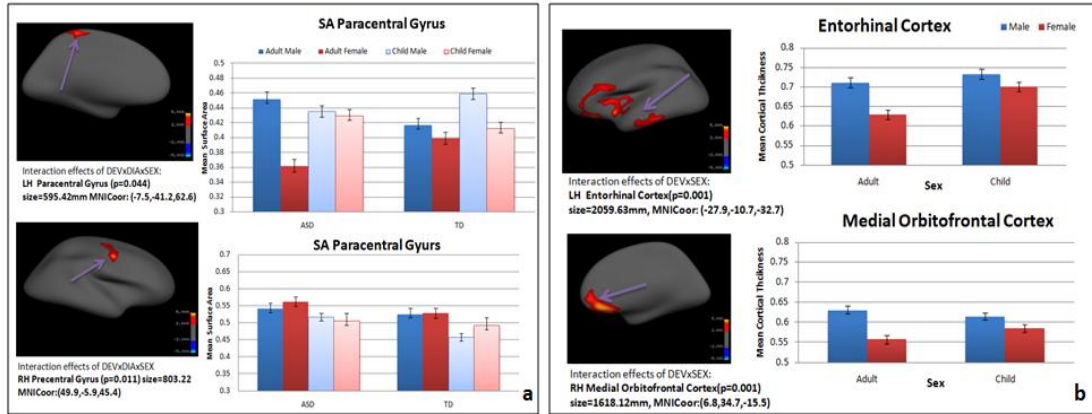 SA Paracentral Gyrus
Adult Male Adult Female Child Male Child Female
Mean Surface Area
0.5
0.48
0.46
0.44
0.42
0.4
0.38
0.36
0.34
0.32
0.3
ASD TD
Interaction effects of DEVxDIAxSEX:
LH Paracentral Gyrus (p=0.044)
size=595.42mm MNICoor: (-7.5,-41.2,62.6)
SA Paracentral Gyurs
Mean Surface Area
0.7
0.65
0.6
0.55
0.5
0.45
0.4
0.35
0.3
ASD TD
Interaction effects of DEVxDIAxSEX
RH Precentral Gyrus (p=0.011) size=803.22
MNICoor:(49.9,-5.9,45.4)
a
Entorhinal Cortex
Male Female
Mean Cortical Thcikness
0.8
0.75
0.7
0.65
0.6
0.55
0.5
Adult Sex Child
Interaction effects of DEVxSEX:
LH Entorhinal Cortex(p=0.001)
size=2059.63mm, MNICoor: (-27.9,-10.7,-32.7)
Medial Orbitofrontal Cortex
Mean Cortical Thcikness
0.8
0.75
0.7
0.65
0.6
0.55
0.5
Adult Sex Child
Interaction effects of DEVxSEX:
RH Medial Orbitofrontal Cortex(p=0.001)
size=1618.12mm, MNICoor:(6.8,34.7,-15.5)
b